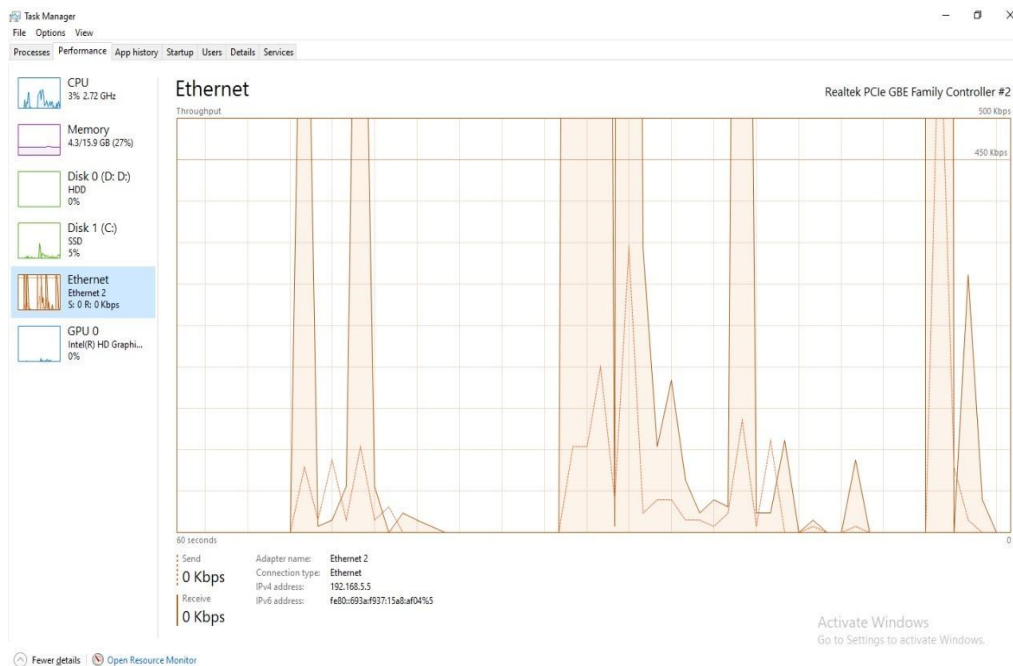 Task Manager
File Options View
Processes Performance App history Startup Users Details Services
CPU
3% 2.72 GHz
Memory
4.3/15.9 GB (27%)
Disk 0 (D: D:)
HDD
0%
Disk 1 (C:)
SSD
5%
Ethernet
Ethernet 2
S: 0 R: 0 Kbps
GPU 0
Intel(R) HD Graphi...
0%
Ethernet
Realtek PCIe GBE Family Controller #2
Throughput
500 Kbps
450 Kbps
60 seconds
0
Send
0 Kbps
Receive
0 Kbps
Adapter name: Ethernet 2
Connection type: Ethernet
IPv4 address: 192.168.5.5
IPv6 address: fe80::693a:f937:15a8:af04%5
Activate Windows
Go to Settings to activate Windows.
Fewer details Open Resource Monitor